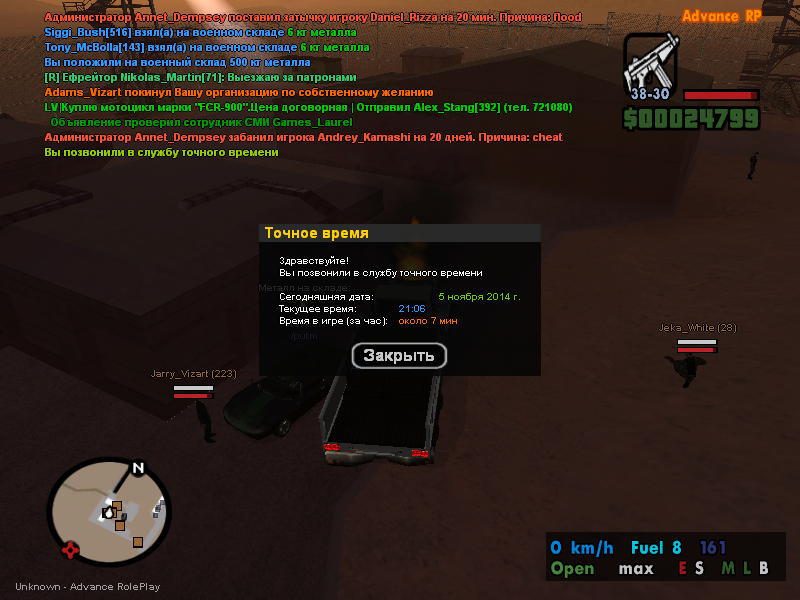 Администратор Annet_Dempsey поставил затычку игроку Daniel_Rizza на 20 мин. Причина: flood
Siggi_Bush[516] взял(а) на военном складе 6 кг металла
Tony_McBolla[143] взял(а) на военном складе 6 кг металла
Вы положили на военный склад 500 кг металла
[R] Ефрейтор Nikolas_Martin[71]: Выезжаю за патронами
Adams_Vizart покинул Вашу организацию по собственному желанию
LV | Куплю мотоцикл марки "FCR-900".Цена договорная | Отправил Alex_Stang[392] (тел. 721080)
Объявление проверил сотрудник СМИ Games_Laurel
Администратор Annet_Dempsey забанил игрока Andrey_Kamashi на 20 дней. Причина: cheat
Вы позвонили в службу точного времени
Advance RP
38-30
$00024799
Точное время
Здравствуйте!
Вы позвонили в службу точного времени
Металл на складе:
Сегодняшняя дата: 5 ноября 2014 г.
Текущее время: 21:06
Время в игре (за час): около 7 мин
/putm
Закрыть
Jeka_White (28)
Jarry_Vizart (223)
N
0 km/h Fuel 8 161
Open max E S M L B
Unknown - Advance RolePlay